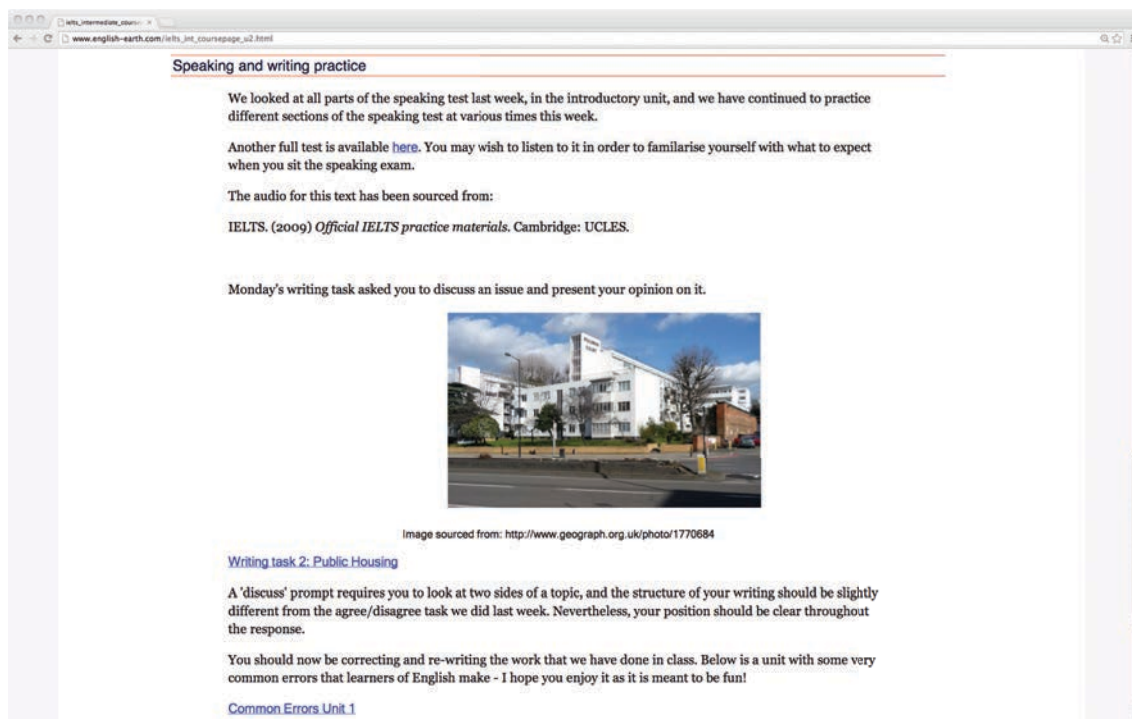 ielts_intermediate_course
www.english-earth.com/ielts_int_coursepage_u2.html
Speaking and writing practice
We looked at all parts of the speaking test last week, in the introductory unit, and we have continued to practice
different sections of the speaking test at various times this week.
Another full test is available here. You may wish to listen to it in order to familarise yourself with what to expect
when you sit the speaking exam.
The audio for this text has been sourced from:
IELTS. (2009) Official IELTS practice materials. Cambridge: UCLES.
Monday's writing task asked you to discuss an issue and present your opinion on it.
Image sourced from: http://www.geograph.org.uk/photo/1770684
Writing task 2: Public Housing
A 'discuss' prompt requires you to look at two sides of a topic, and the structure of your writing should be slightly
different from the agree/disagree task we did last week. Nevertheless, your position should be clear throughout
the response.
You should now be correcting and re-writing the work that we have done in class. Below is a unit with some very
common errors that learners of English make - I hope you enjoy it as it is meant to be fun!
Common Errors Unit 1